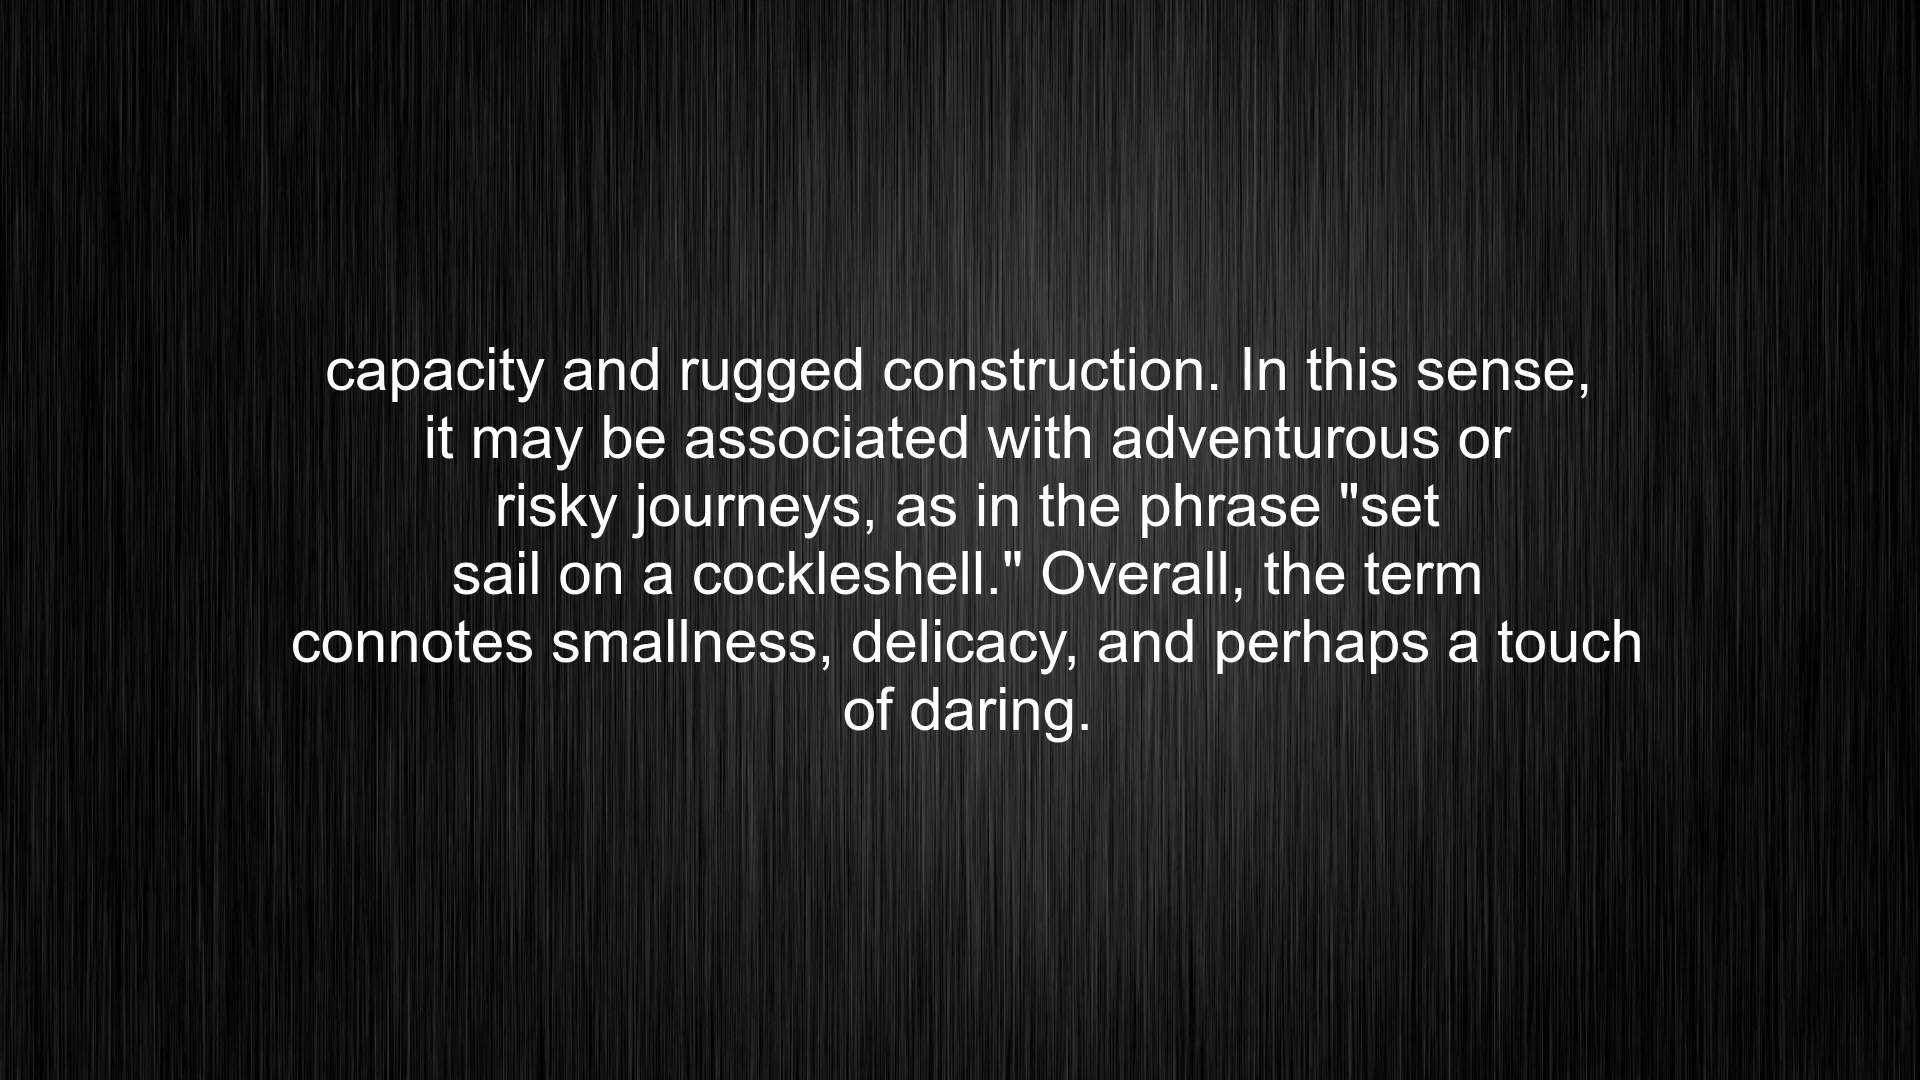 capacity and rugged construction. In this sense,
it may be associated with adventurous or
risky journeys, as in the phrase "set
sail on a cockleshell." Overall, the term
connotes smallness, delicacy, and perhaps a touch
of daring.